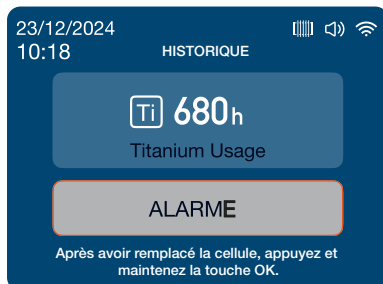 23/12/2024
10:18
HISTORIQUE
Ti 680h
Titanium Usage
ALARME
Après avoir remplacé la cellule, appuyez et
maintenez la touche OK.